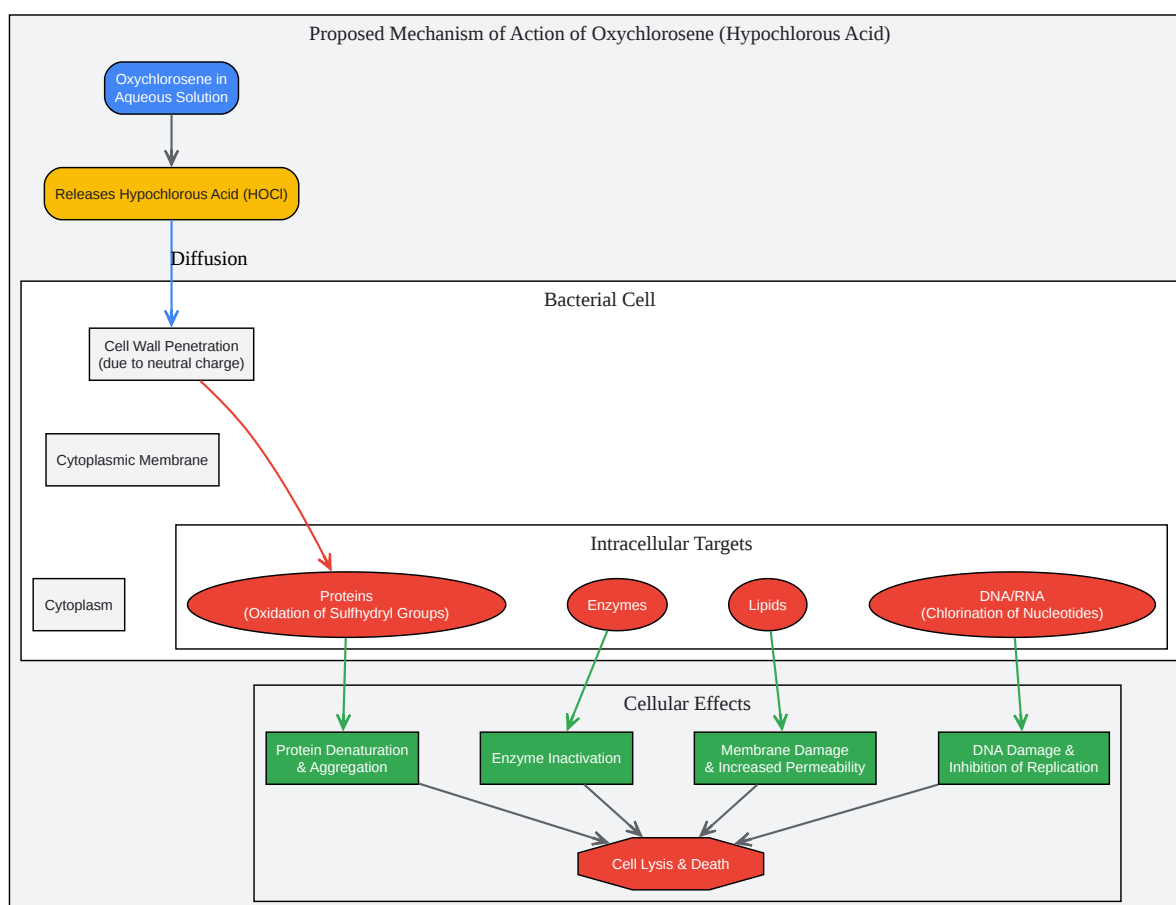 Proposed Mechanism of Action of Oxychlorosene (Hypochlorous Acid)
Oxychlorosene in
Aqueous Solution
Releases Hypochlorous Acid (HOCl)
Diffusion
Bacterial Cell
Cell Wall Penetration
(due to neutral charge)
Cytoplasmic Membrane
Intracellular Targets
Cytoplasm
Proteins
(Oxidation of Sulfhydryl Groups)
Enzymes
Lipids
DNA/RNA
(Chlorination of Nucleotides)
Cellular Effects
Protein Denaturation
& Aggregation
Enzyme Inactivation
Membrane Damage
& Increased Permeability
DNA Damage &
Inhibition of Replication
Cell Lysis & Death